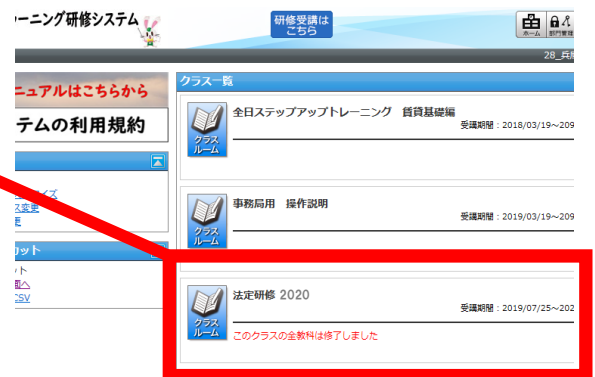 ーニング研修システム
研修受講は
こちら
ホーム
28_兵
ニュアルはこちらから
テムの利用規約
クラス一覧
クラス
ルーム
全日ステップアップトレーニング 賃貸基礎編
受講期間：2018/03/19～209
クラス
ルーム
事務局用 操作説明
受講期間：2019/03/19～209
イズ
ス変更
更
カット
ット
面へ
CSV
クラス
ルーム
法定研修 2020
受講期間：2019/07/25～202
このクラスの全教科は修了しました